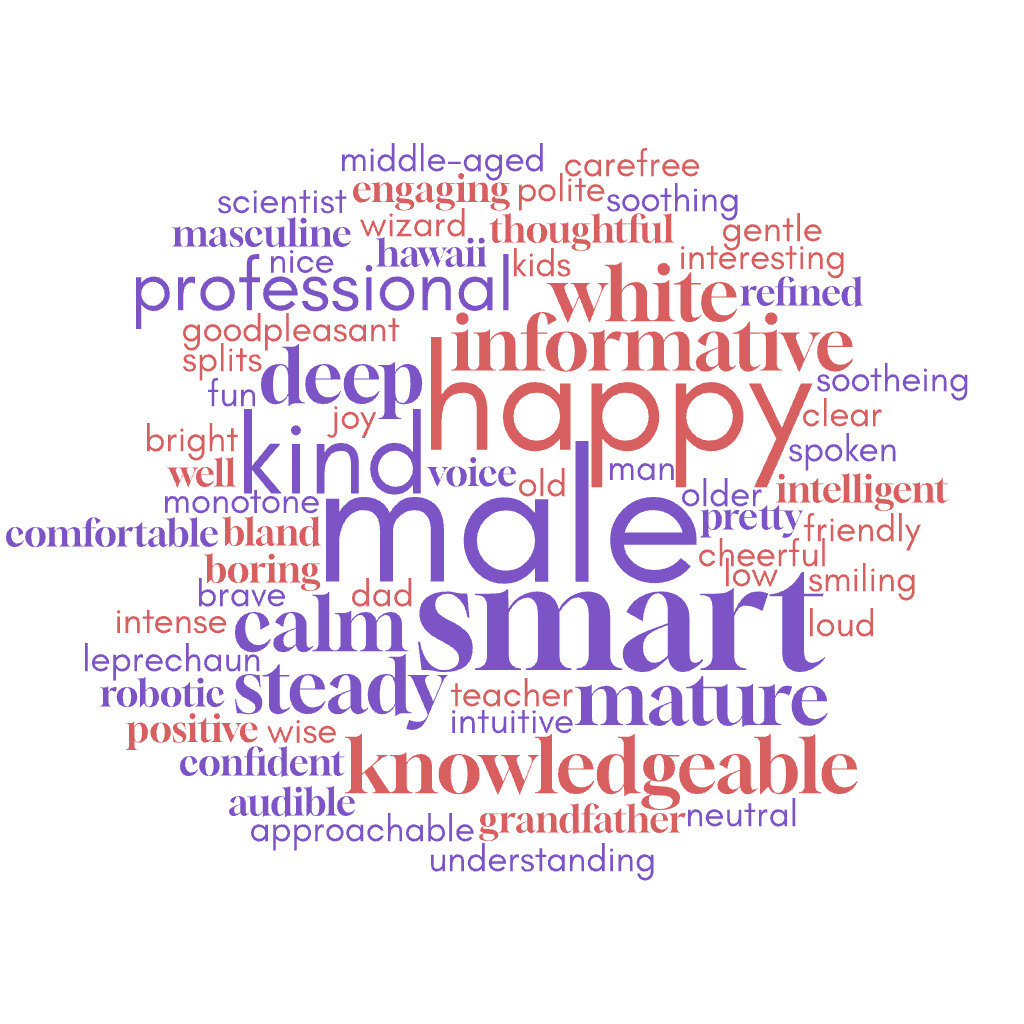 middle-aged
carefree
scientist
engaging
polite
soothing
masculine
wizard
thoughtful
gentle
nice
hawaii
kids
interesting
professional
white
refined
goodpleasant
informative
splits
deep
happy
sootheing
fun
joy
clear
bright
kind
spoken
well
voice
old
man
monotone
male
older
intelligent
comfortable
bland
pretty
friendly
boring
cheerful
brave
dad
low
smiling
intense
calm
smart
loud
leprechaun
robotic
steady
teacher
mature
positive
wise
intuitive
confident
knowledgeable
audible
approachable
grandfather
neutral
understanding